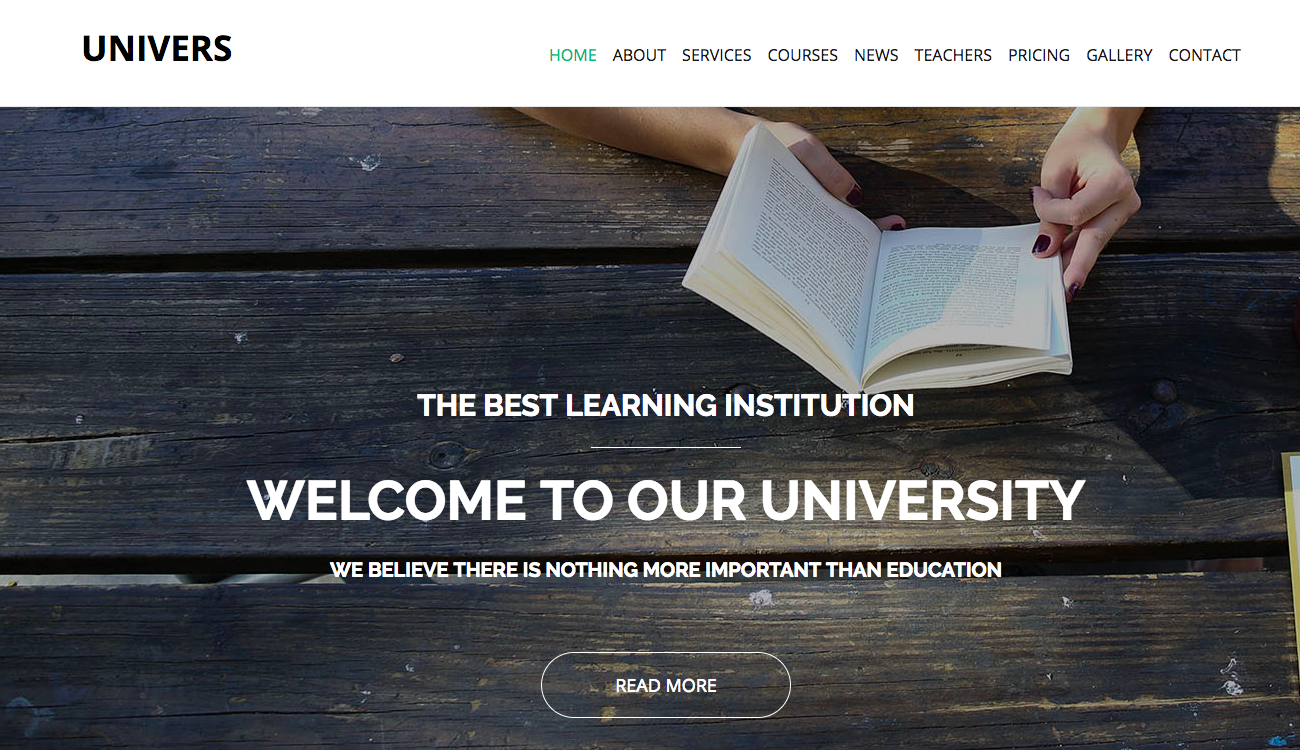 UNIVERS
HOME ABOUT SERVICES COURSES NEWS TEACHERS PRICING GALLERY CONTACT
THE BEST LEARNING INSTITUTION
WELCOME TO OUR UNIVERSITY
WE BELIEVE THERE IS NOTHING MORE IMPORTANT THAN EDUCATION
READ MORE